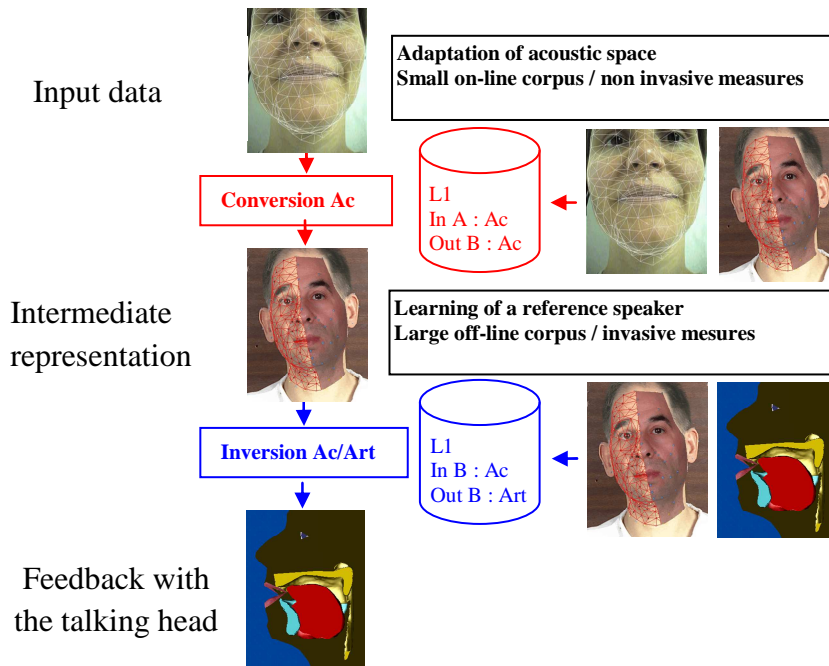 Adaptation of acoustic space
Small on-line corpus / non invasive measures
Input data
Conversion Ac
L1
In A : Ac
Out B : Ac
Intermediate
representation
Learning of a reference speaker
Large off-line corpus / invasive mesures
Inversion Ac/Art
L1
In B : Ac
Out B : Art
Feedback with
the talking head